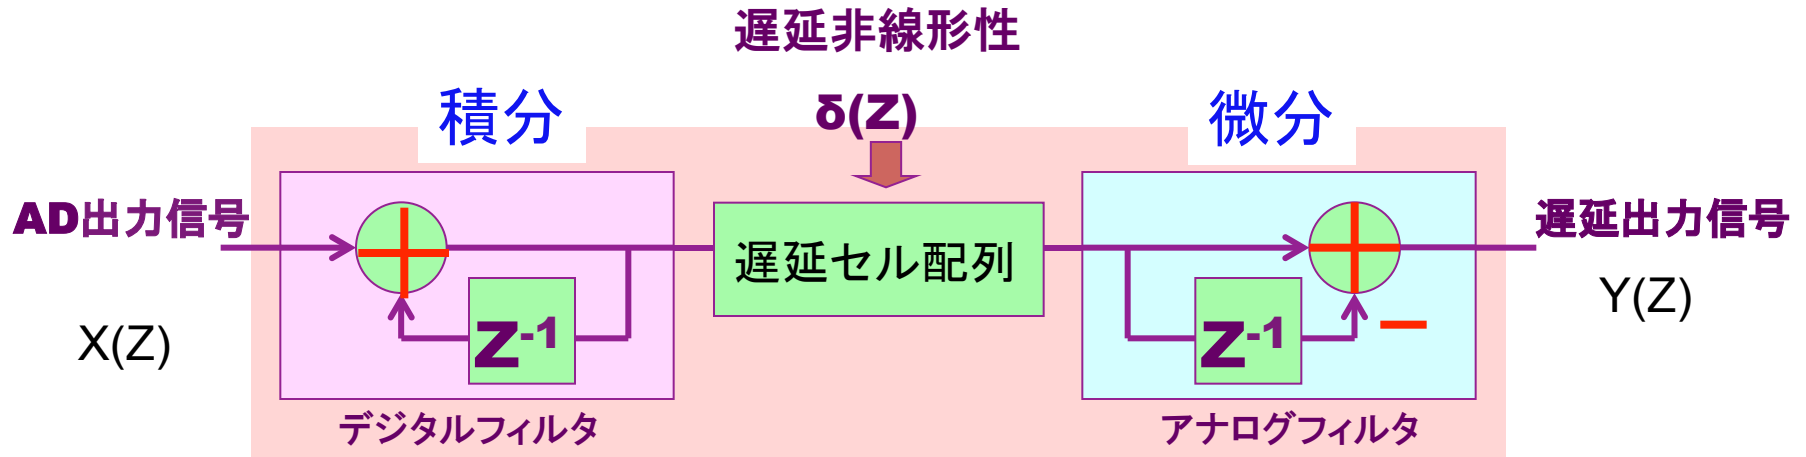 遅延非線形性
積分
δ(Z)
微分
AD出力信号
遅延セル配列
遅延出力信号
X(Z)
Z-1
Z-1
Y(Z)
デジタルフィルタ
アナログフィルタ